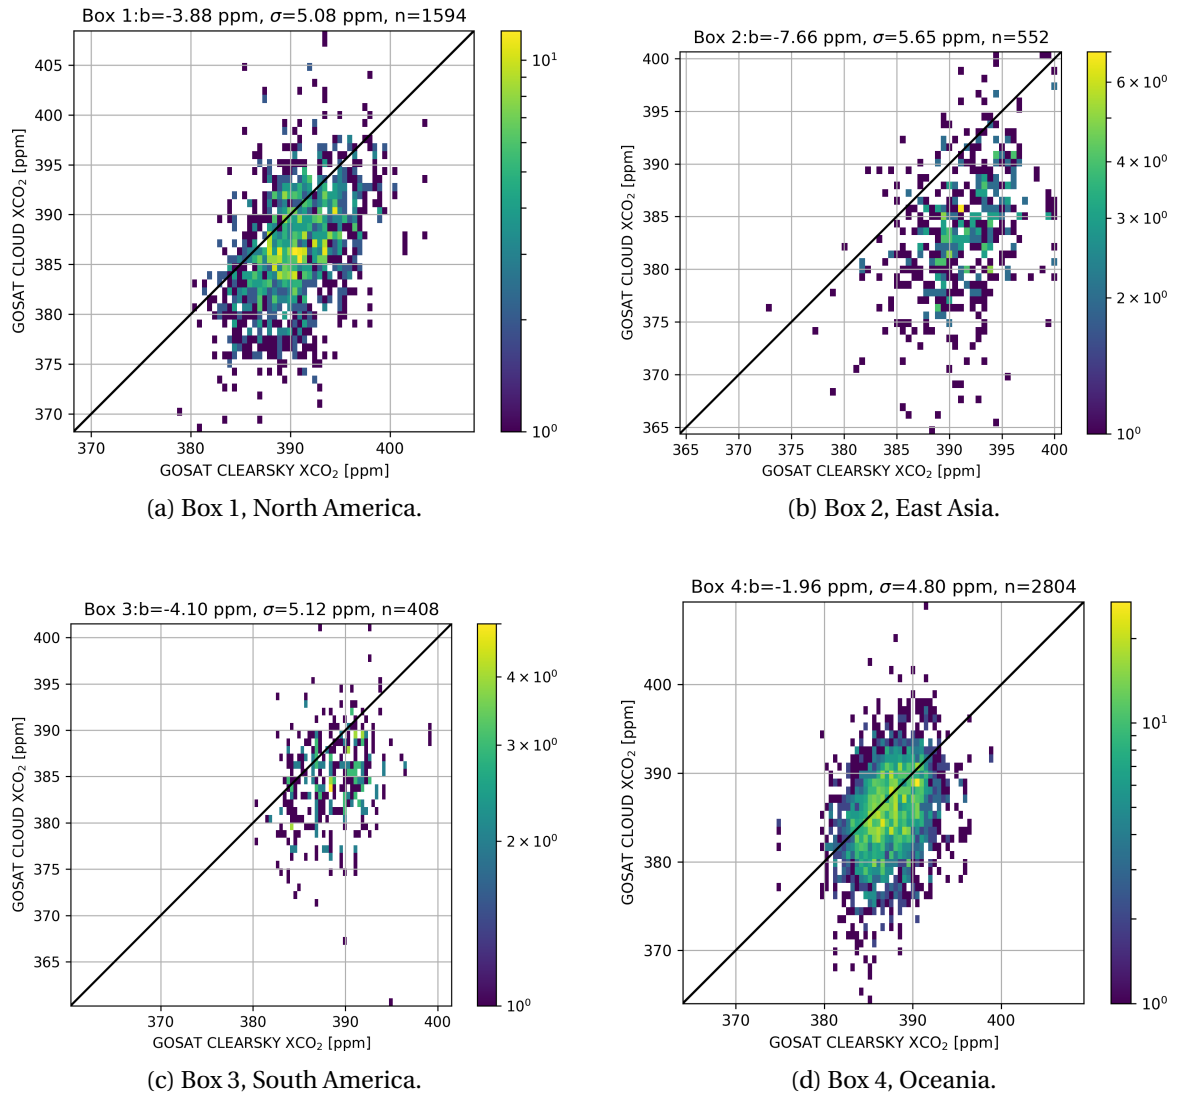 Box 1:b=-3.88 ppm, σ=5.08 ppm, n=1594
405
400
395
390
385
380
375
370
GOSAT CLOUD XCO₂ [ppm]
370 380 390 400
GOSAT CLEARSKY XCO₂ [ppm]
10¹
10⁰
(a) Box 1, North America.
Box 2:b=-7.66 ppm, σ=5.65 ppm, n=552
400
395
390
385
380
375
370
365
GOSAT CLOUD XCO₂ [ppm]
365 370 375 380 385 390 395 400
GOSAT CLEARSKY XCO₂ [ppm]
6 × 10⁰
4 × 10⁰
3 × 10⁰
2 × 10⁰
10⁰
(b) Box 2, East Asia.
Box 3:b=-4.10 ppm, σ=5.12 ppm, n=408
400
395
390
385
380
375
370
365
GOSAT CLOUD XCO₂ [ppm]
370 380 390 400
GOSAT CLEARSKY XCO₂ [ppm]
4 × 10⁰
3 × 10⁰
2 × 10⁰
10⁰
(c) Box 3, South America.
Box 4:b=-1.96 ppm, σ=4.80 ppm, n=2804
400
390
380
370
GOSAT CLOUD XCO₂ [ppm]
370 380 390 400
GOSAT CLEARSKY XCO₂ [ppm]
10¹
10⁰
(d) Box 4, Oceania.